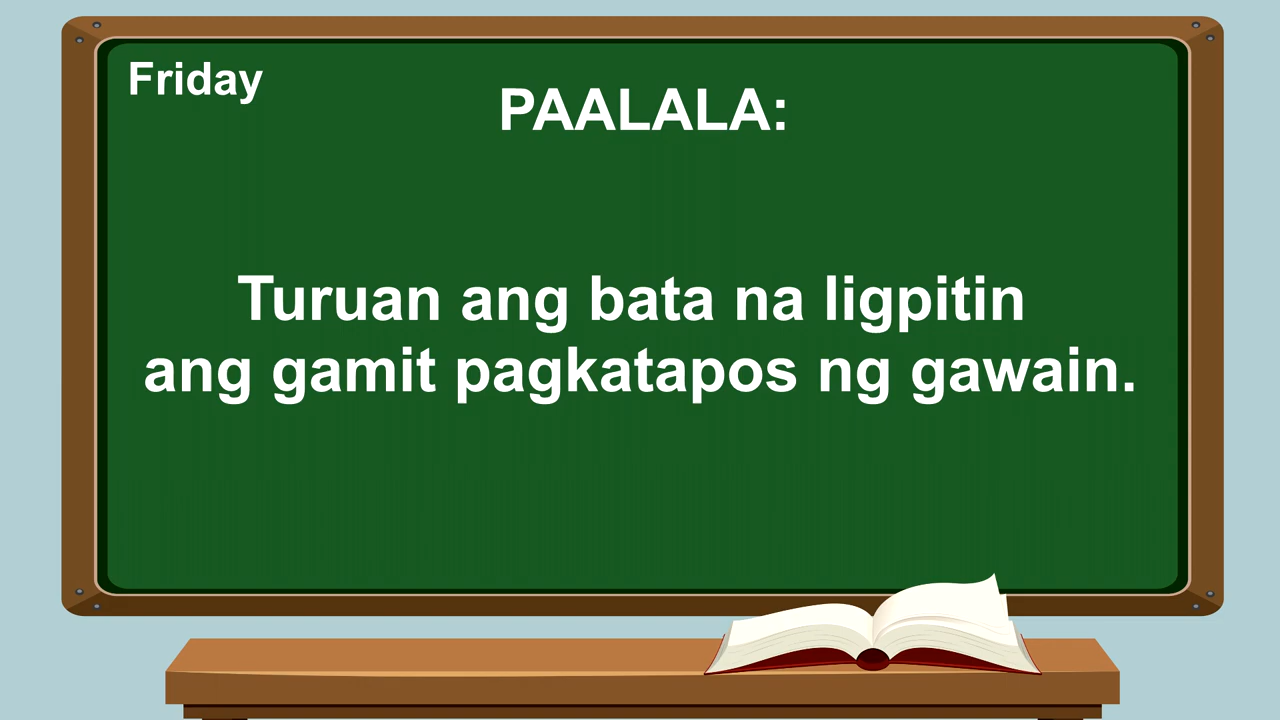 Friday
PAALALA:
Turuan ang bata na ligpitin
ang gamit pagkatapos ng gawain.